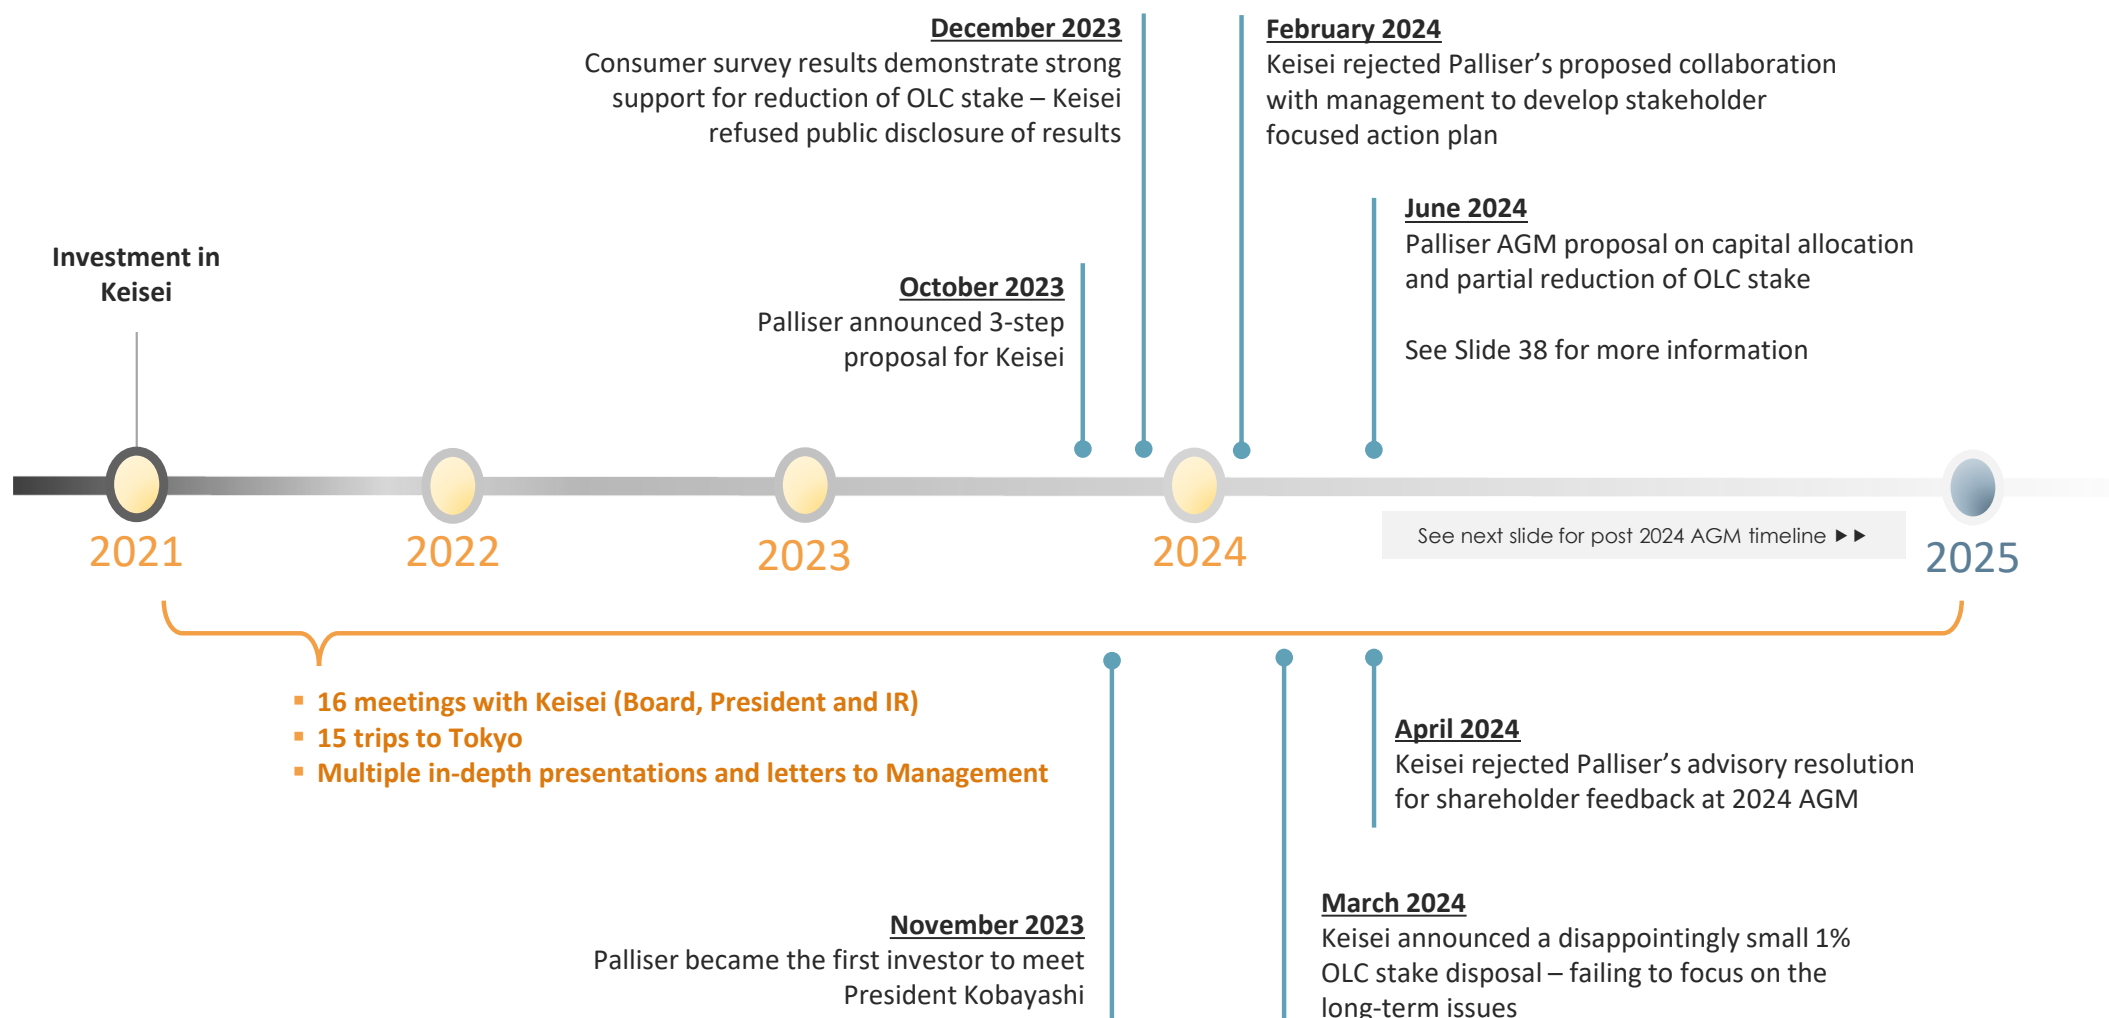 December 2023
Consumer survey results demonstrate strong
support for reduction of OLC stake – Keisei
refused public disclosure of results
February 2024
Keisei rejected Palliser’s proposed collaboration
with management to develop stakeholder
focused action plan
June 2024
Palliser AGM proposal on capital allocation
and partial reduction of OLC stake
See Slide 38 for more information
Investment in
Keisei
October 2023
Palliser announced 3-step
proposal for Keisei
2021
2022
2023
2024
See next slide for post 2024 AGM timeline ►►
2025
▪ 16 meetings with Keisei (Board, President and IR)
▪ 15 trips to Tokyo
▪ Multiple in-depth presentations and letters to Management
April 2024
Keisei rejected Palliser’s advisory resolution
for shareholder feedback at 2024 AGM
November 2023
Palliser became the first investor to meet
President Kobayashi
March 2024
Keisei announced a disappointingly small 1%
OLC stake disposal – failing to focus on the
long-term issues